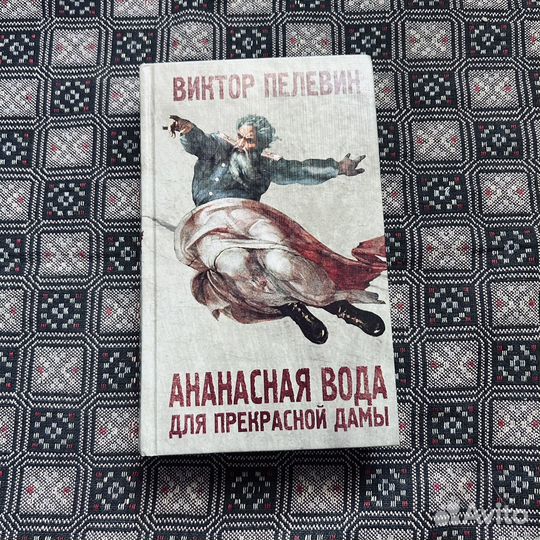 ВИКТОР ПЕЛЕВИН
АНАНАСНАЯ ВОДА
ДЛЯ ПРЕКРАСНОЙ ДАМЫ
Avito